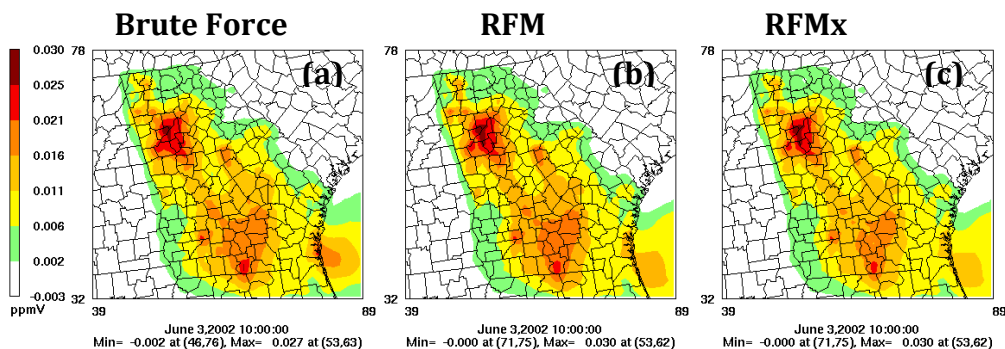 Brute Force RFM RFMx
0.030
0.025
0.021
0.016
0.011
0.007
0.002
-0.003
ppmV
78
32
39 89
(a)
June 3,2002 10:00:00
Min= -0.002 at (46,76), Max= 0.027 at (53,63)
78
32
39 89
(b)
June 3,2002 10:00:00
Min= -0.000 at (71,75), Max= 0.030 at (53,62)
78
32
39 89
(c)
June 3,2002 10:00:00
Min= -0.000 at (71,75), Max= 0.030 at (53,62)